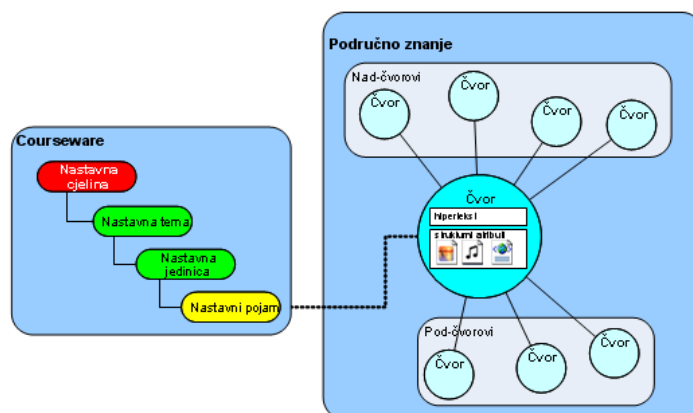 Područno znanje
Nad-čvorovi
Čvor
Čvor
Čvor
Čvor
Courseware
Nastavna
cjelina
Nastavna tema
Nastavna
jedinica
Nastavni pojam
Čvor
hipertekst
strukturni atributi
Pod-čvorovi
Čvor
Čvor
Čvor